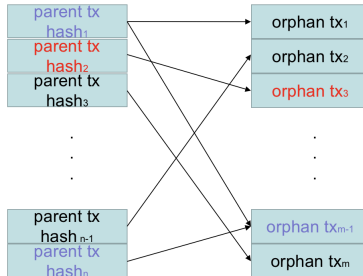 parent tx
hash₁
parent tx
hash₂
parent tx
hash₃
.
.
.
parent tx
hash ₙ₋₁
parent tx
hashₙ
orphan tx₁
orphan tx₂
orphan tx₃
.
.
.
orphan txₘ₋₁
orphan txₘ